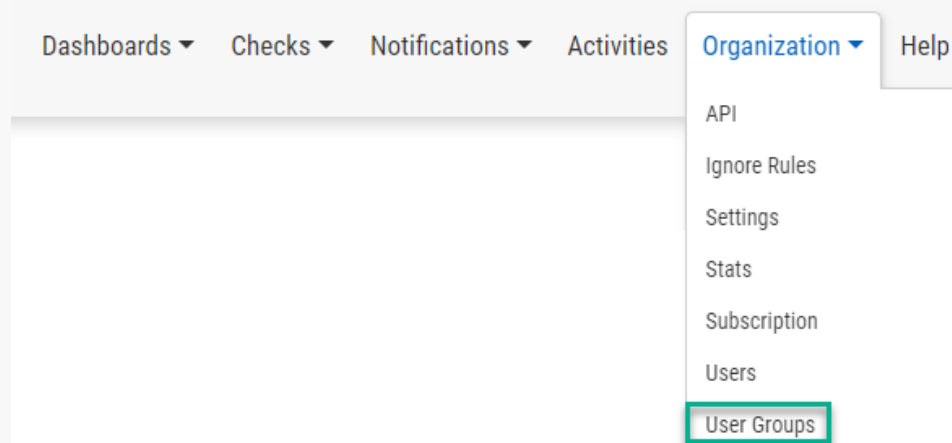 Dashboards Checks Notifications Activities Organization Help
API
Ignore Rules
Settings
Stats
Subscription
Users
User Groups